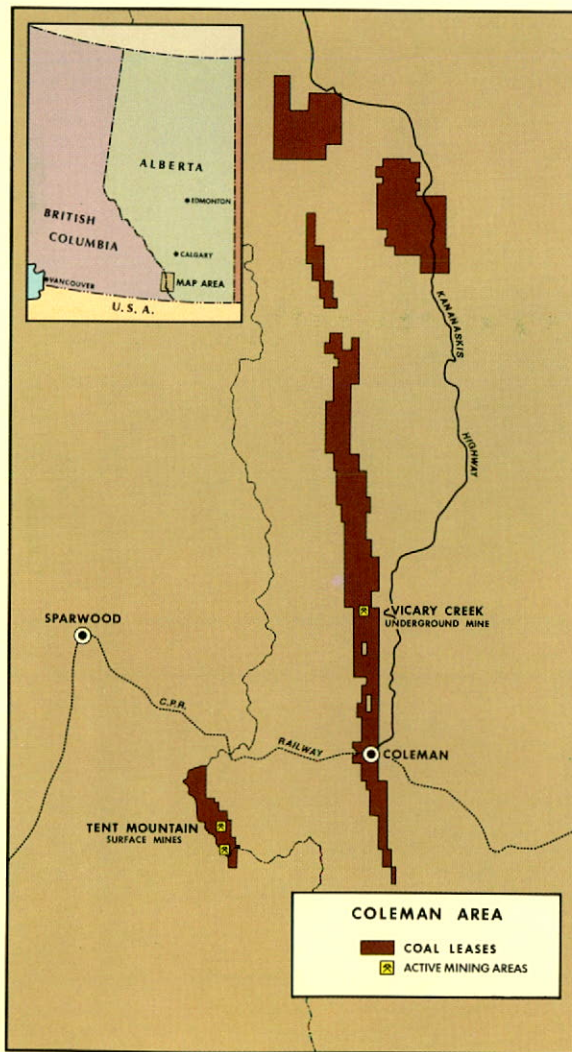 ALBERTA
EDMONTON
BRITISH
COLUMBIA
CALGARY
VANCOUVER
MAP AREA
U.S.A.
KANANASKIS
HIGHWAY
VICARY CREEK
UNDERGROUND MINE
SPARWOOD
C.P.R.
RAILWAY
COLEMAN
TENT MOUNTAIN
SURFACE MINES
COLEMAN AREA
COAL LEASES
ACTIVE MINING AREAS